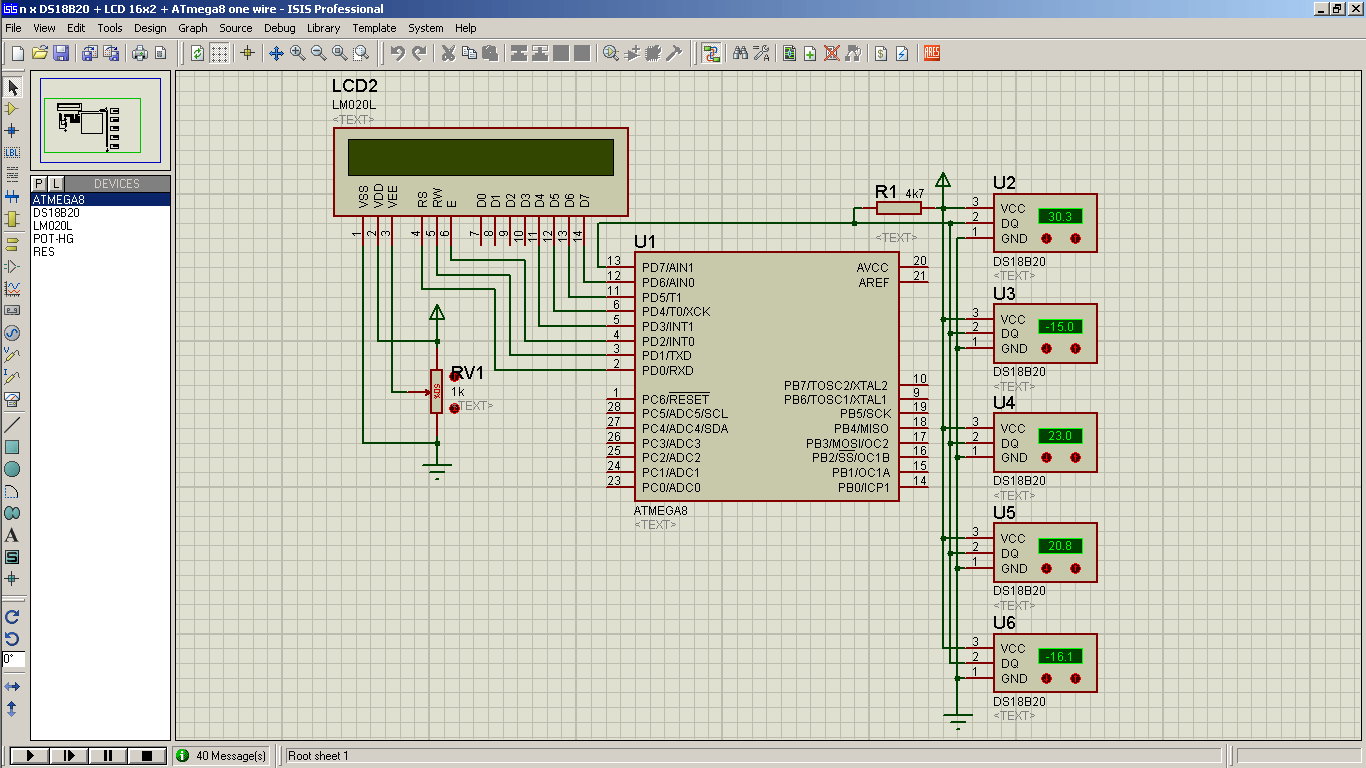 n x DS18B20 + LCD 16x2 + ATmega8 one wire - ISIS Professional
File View Edit Tools Design Graph Source Debug Library Template System Help
ARES
LBL
P L DEVICES
ATMEGA8
DS18B20
LM020L
POT-HG
RES
A
S
0°
LCD2
LM020L
<TEXT>
VSS VDD VEE RS RW E D0 D1 D2 D3 D4 D5 D6 D7
1 2 3 4 5 6 7 8 9 10 11 12 13 14
RV1
1k
50%
<TEXT>
R1 4k7
<TEXT>
U1
13 PD7/AIN1
12 PD6/AIN0
11 PD5/T1
6 PD4/T0/XCK
5 PD3/INT1
4 PD2/INT0
3 PD1/TXD
2 PD0/RXD
1 PC6/RESET
28 PC5/ADC5/SCL
27 PC4/ADC4/SDA
26 PC3/ADC3
25 PC2/ADC2
24 PC1/ADC1
23 PC0/ADC0
AVCC 20
AREF 21
PB7/TOSC2/XTAL2 10
PB6/TOSC1/XTAL1 9
PB5/SCK 19
PB4/MISO 18
PB3/MOSI/OC2 17
PB2/SS/OC1B 16
PB1/OC1A 15
PB0/ICP1 14
ATMEGA8
<TEXT>
U2
3 VCC
2 DQ
1 GND
30.3
DS18B20
<TEXT>
U3
3 VCC
2 DQ
1 GND
-15.0
DS18B20
<TEXT>
U4
3 VCC
2 DQ
1 GND
23.0
DS18B20
<TEXT>
U5
3 VCC
2 DQ
1 GND
20.8
DS18B20
<TEXT>
U6
3 VCC
2 DQ
1 GND
-16.1
DS18B20
<TEXT>
40 Message(s) Root sheet 1